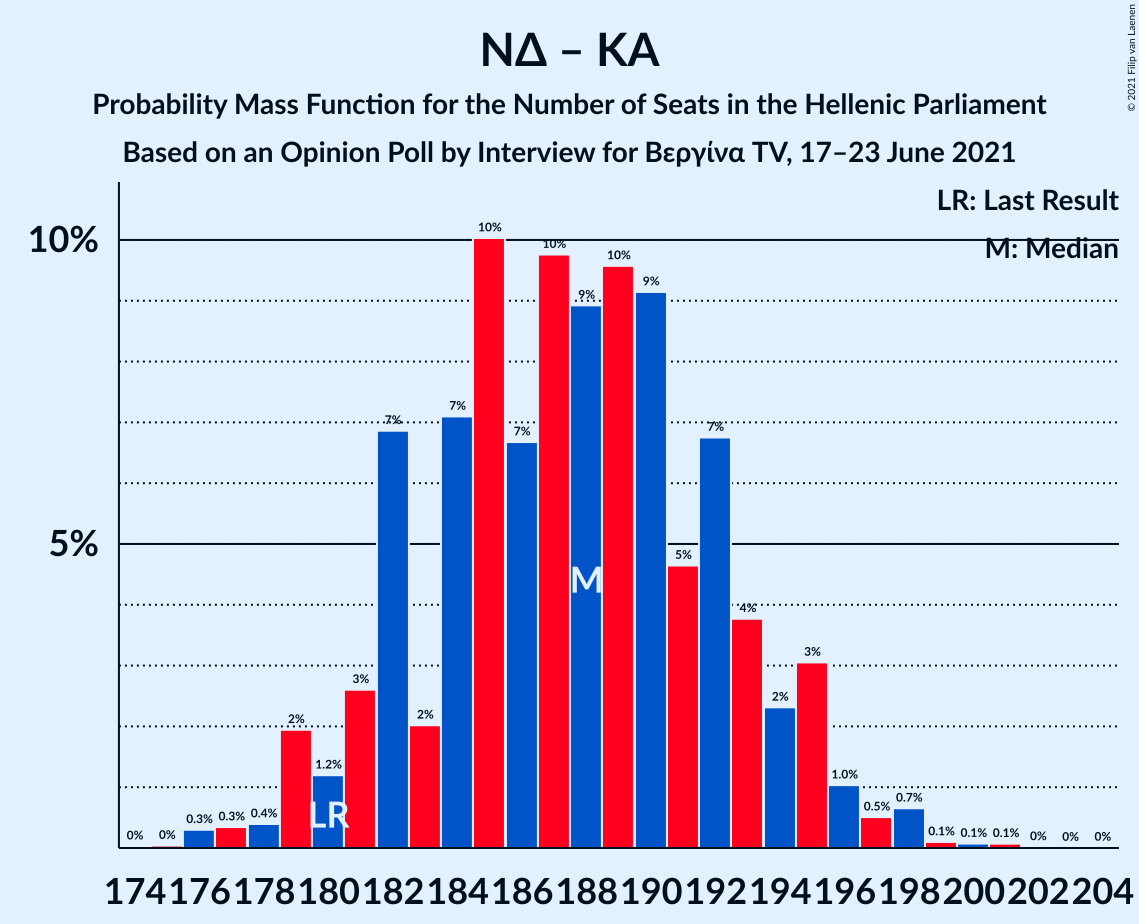 ΝΔ – ΚΑ
Probability Mass Function for the Number of Seats in the Hellenic Parliament
Based on an Opinion Poll by Interview for Βεργίνα TV, 17–23 June 2021
© 2021 Filip van Laenen
LR: Last Result
M: Median
10%
5%
0% 0% 0.3% 0.3% 0.4% 2% 1.2% 3% 7% 2% 7% 10% 7% 10% 9% 10% 9% 5% 7% 4% 2% 3% 1.0% 0.5% 0.7% 0.1% 0.1% 0.1% 0% 0% 0%
LR
M
174 176 178 180 182 184 186 188 190 192 194 196 198 200 202 204